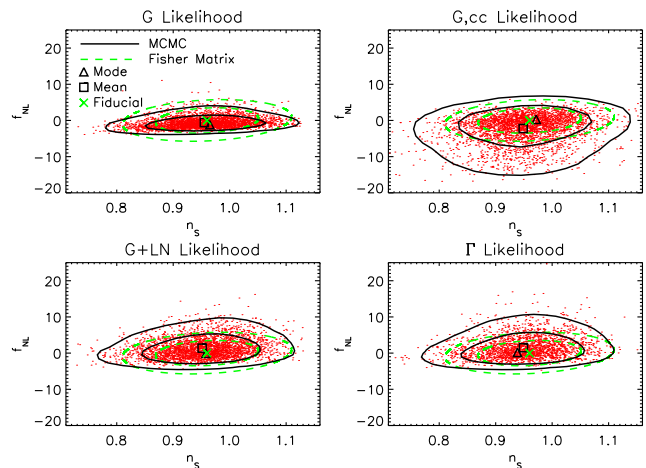 G Likelihood
G,cc Likelihood
MCMC
Fisher Matrix
Mode
Mean
Fiducial
f_NL
20
10
0
−10
−20
0.8 0.9 1.0 1.1
n_s
f_NL
20
10
0
−10
−20
0.8 0.9 1.0 1.1
n_s
G+LN Likelihood
Γ Likelihood
f_NL
20
10
0
−10
−20
0.8 0.9 1.0 1.1
n_s
f_NL
20
10
0
−10
−20
0.8 0.9 1.0 1.1
n_s